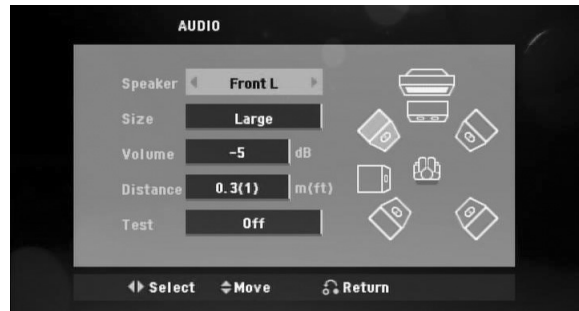 AUDIO
Speaker Front L
Size Large
Volume -5 dB
Distance 0.3(1) m(ft)
Test Off
Select Move Return